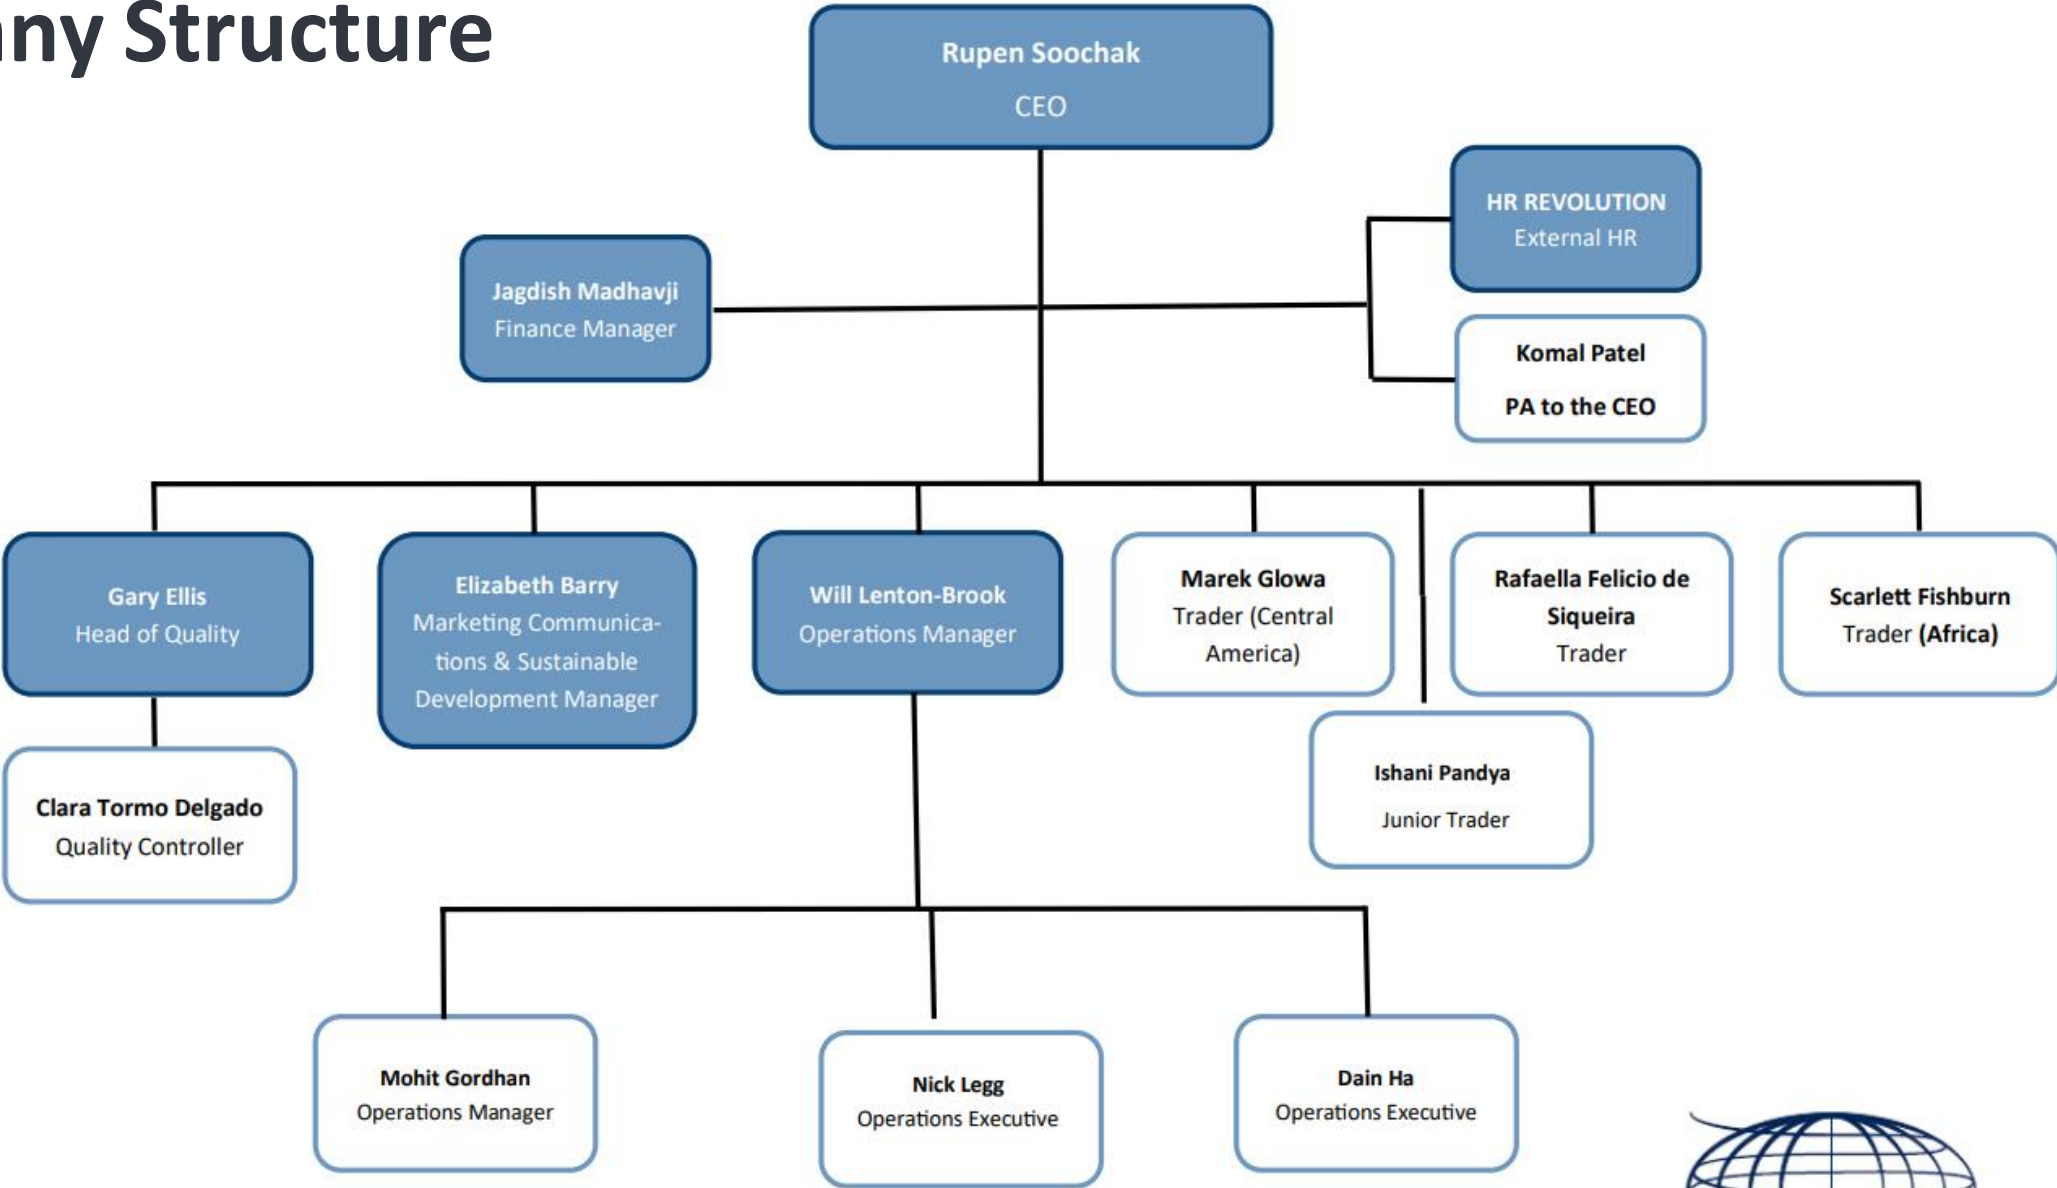 any Structure
Rupen Soochak
CEO
HR REVOLUTION
External HR
Jagdish Madhavji
Finance Manager
Komal Patel
PA to the CEO
Gary Ellis
Head of Quality
Elizabeth Barry
Marketing Communica-
tions & Sustainable
Development Manager
Will Lenton-Brook
Operations Manager
Marek Glowa
Trader (Central
America)
Rafaella Felicio de
Siqueira
Trader
Scarlett Fishburn
Trader (Africa)
Clara Tormo Delgado
Quality Controller
Ishani Pandya
Junior Trader
Mohit Gordhan
Operations Manager
Nick Legg
Operations Executive
Dain Ha
Operations Executive